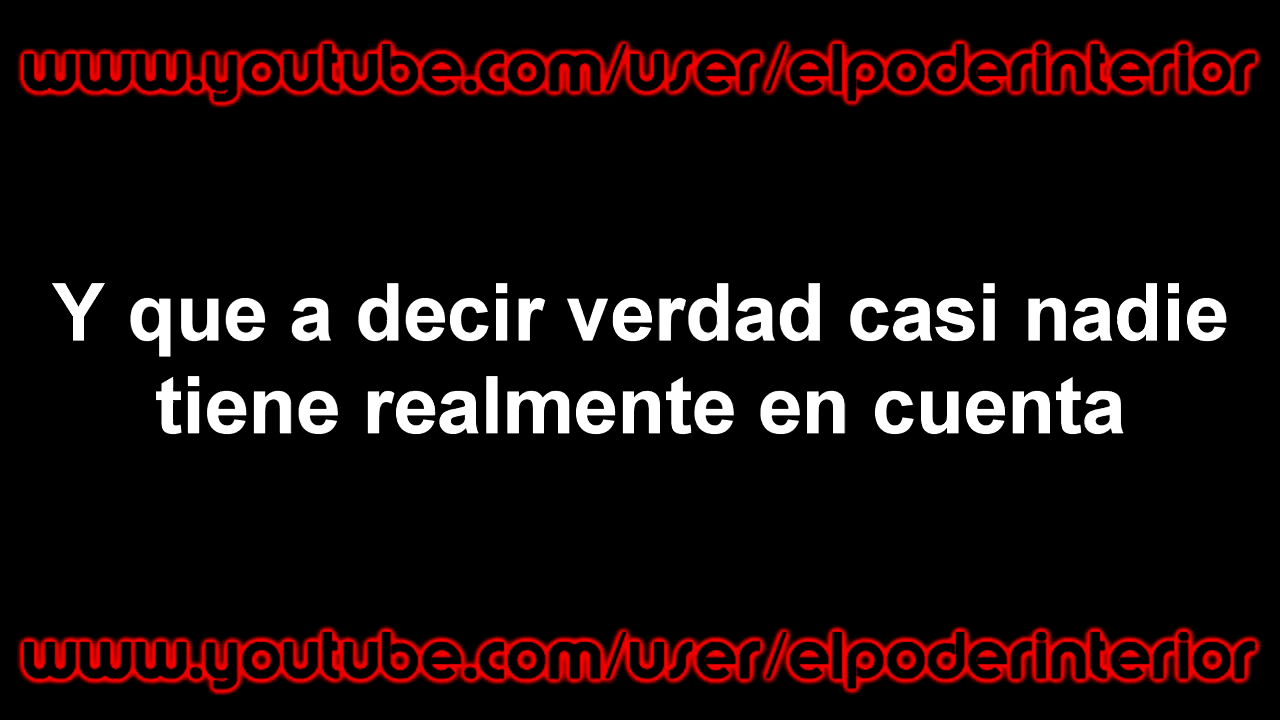 www.youtube.com/user/elpoderinterior
Y que a decir verdad casi nadie
tiene realmente en cuenta
www.youtube.com/user/elpoderinterior